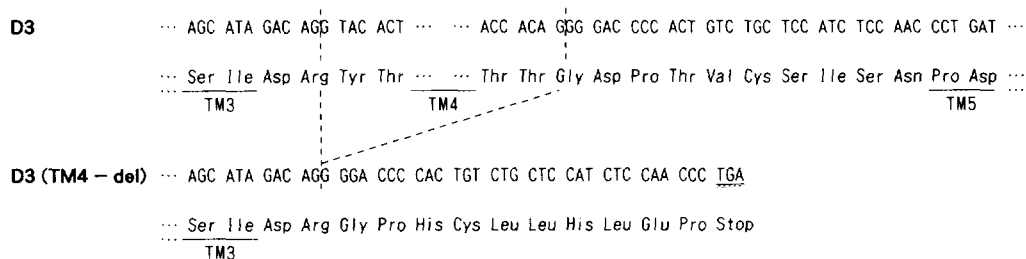 D3 ··· AGC ATA GAC AGG TAC ACT ··· ··· ACC ACA GGG GAC CCC ACT GTC TGC TCC ATC TCC AAC CCT GAT ···
··· Ser Ile Asp Arg Tyr Thr ··· ··· Thr Thr Gly Asp Pro Thr Val Cys Ser Ile Ser Asn Pro Asp ···
··· TM3 TM4 TM5 ···
D3 (TM4 – del) ··· AGC ATA GAC AGG GGA CCC CAC TGT CTG CTC CAT CTC CAA CCC TGA
··· Ser Ile Asp Arg Gly Pro His Cys Leu Leu His Leu Glu Pro Stop
··· TM3